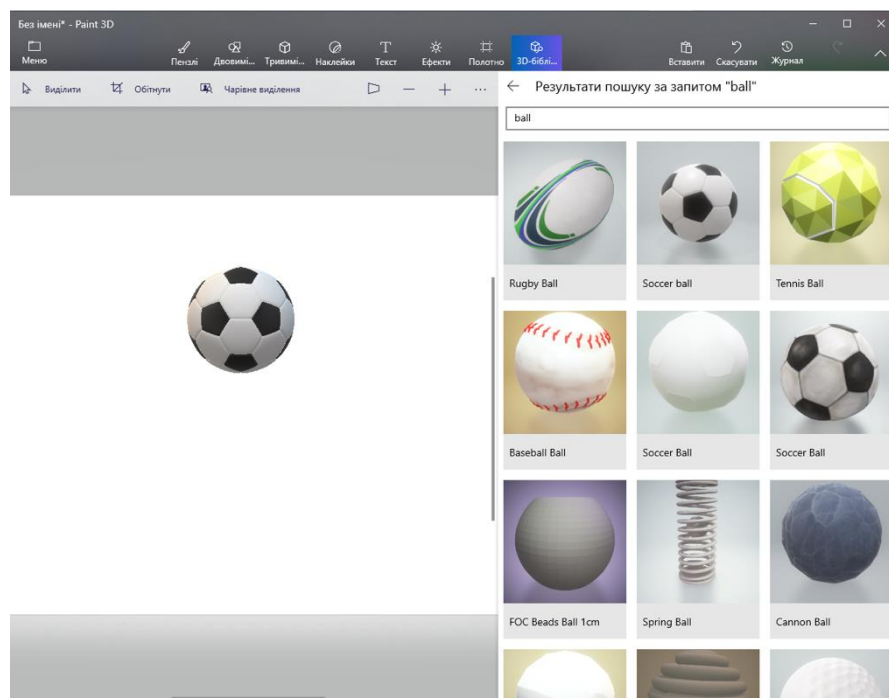 Без імені* - Paint 3D
Меню
Пензлі
Двовимі...
Тривимі...
Наклейки
Текст
Ефекти
Полотно
3D-біблі...
Вставити
Скасувати
Журнал
Виділити
Обітнути
Чарівне виділення
Результати пошуку за запитом "ball"
ball
Rugby Ball
Soccer ball
Tennis Ball
Baseball Ball
Soccer Ball
Soccer Ball
FOC Beads Ball 1cm
Spring Ball
Cannon Ball